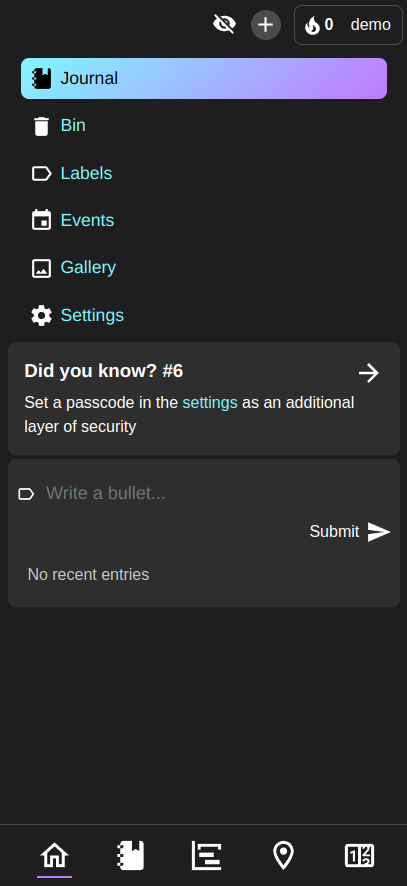 0 demo
Journal
Bin
Labels
Events
Gallery
Settings
Did you know? #6
Set a passcode in the settings as an additional
layer of security
Write a bullet...
Submit
No recent entries